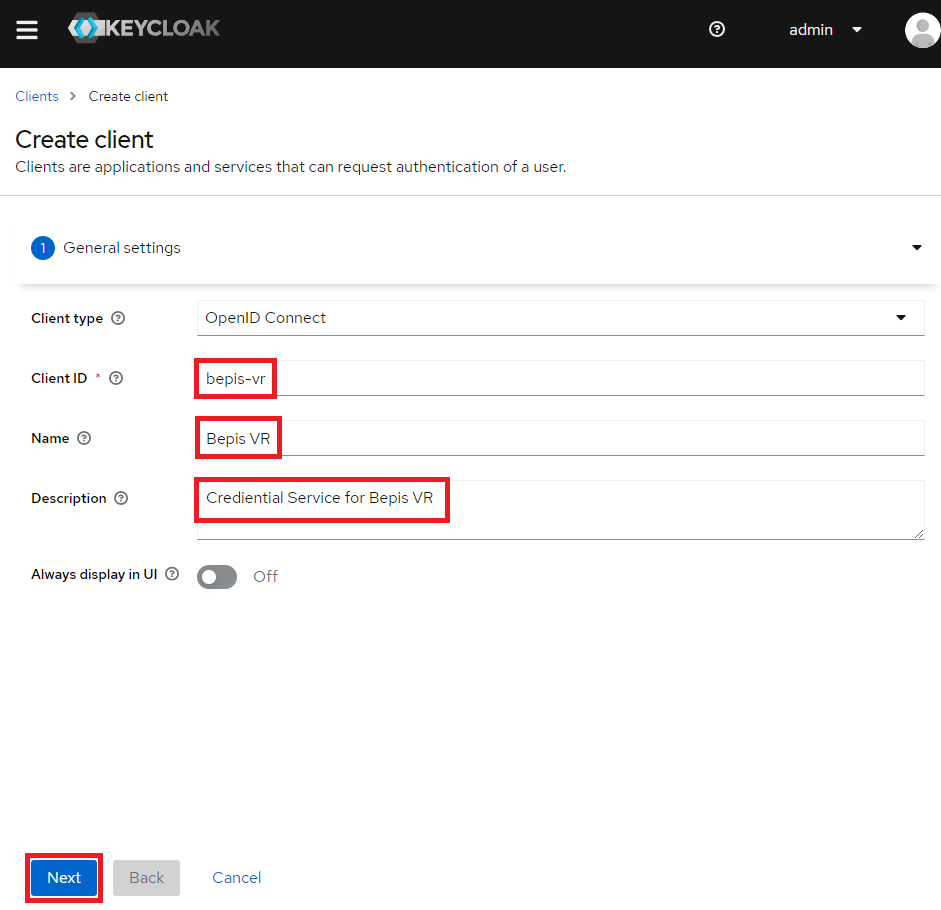 KEYCLOAK
admin
Clients > Create client
Create client
Clients are applications and services that can request authentication of a user.
1 General settings
Client type OpenID Connect
Client ID * bepis-vr
Name Bepis VR
Description Crediential Service for Bepis VR
Always display in UI Off
Next Back Cancel